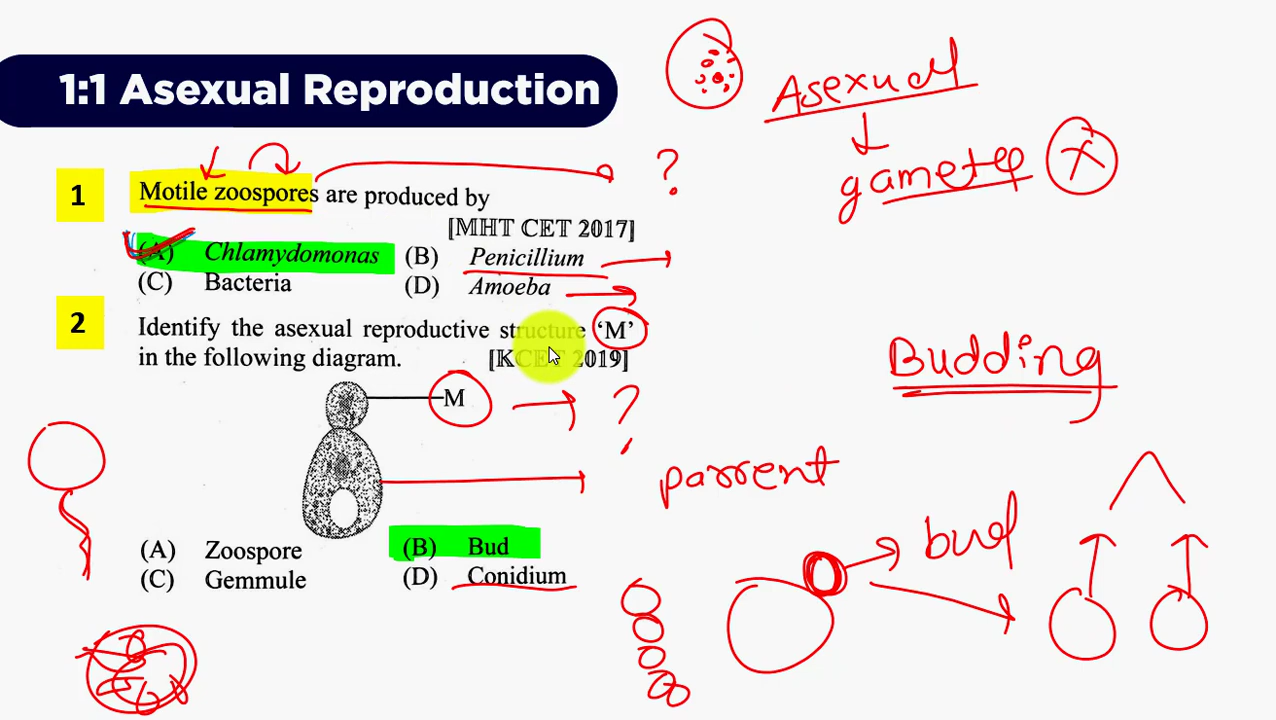 1:1 Asexual Reproduction
Asexual
gamete
1 Motile zoospores are produced by
?
[MHT CET 2017]
(A) Chlamydomonas (B) Penicillium
(C) Bacteria (D) Amoeba
2 Identify the asexual reproductive structure ‘M’
in the following diagram. [KCET 2019]
Budding
M
?
parrent
bud
(A) Zoospore (B) Bud
(C) Gemmule (D) Conidium